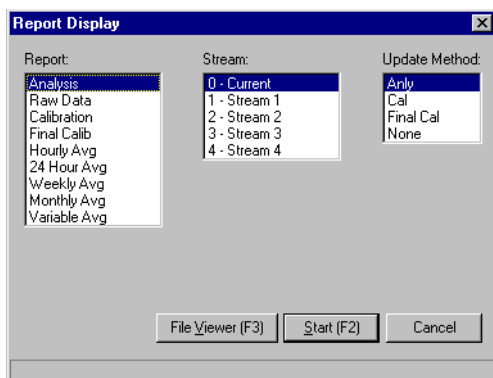 Report Display
Report:
Analysis
Raw Data
Calibration
Final Calib
Hourly Avg
24 Hour Avg
Weekly Avg
Monthly Avg
Variable Avg
Stream:
0 - Current
1 - Stream 1
2 - Stream 2
3 - Stream 3
4 - Stream 4
Update Method:
Anly
Cal
Final Cal
None
File Viewer (F3)
Start (F2)
Cancel